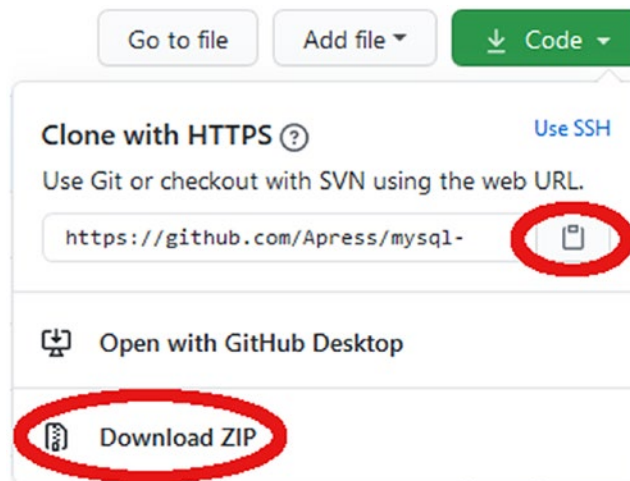 Go to file Add file Code
Clone with HTTPS ? Use SSH
Use Git or checkout with SVN using the web URL.
https://github.com/Apress/mysql-
Open with GitHub Desktop
Download ZIP